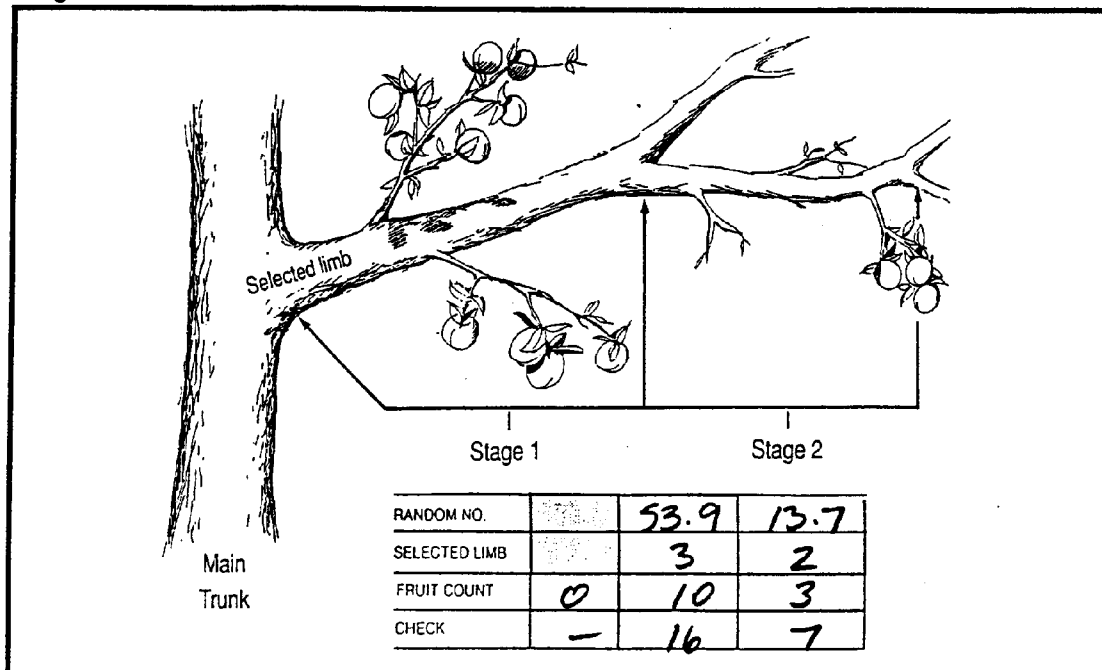 Selected limb
Stage 1 Stage 2
Main
Trunk
RANDOM NO. 53.9 13.7
SELECTED LIMB 3 2
FRUIT COUNT 0 10 3
CHECK — 16 7